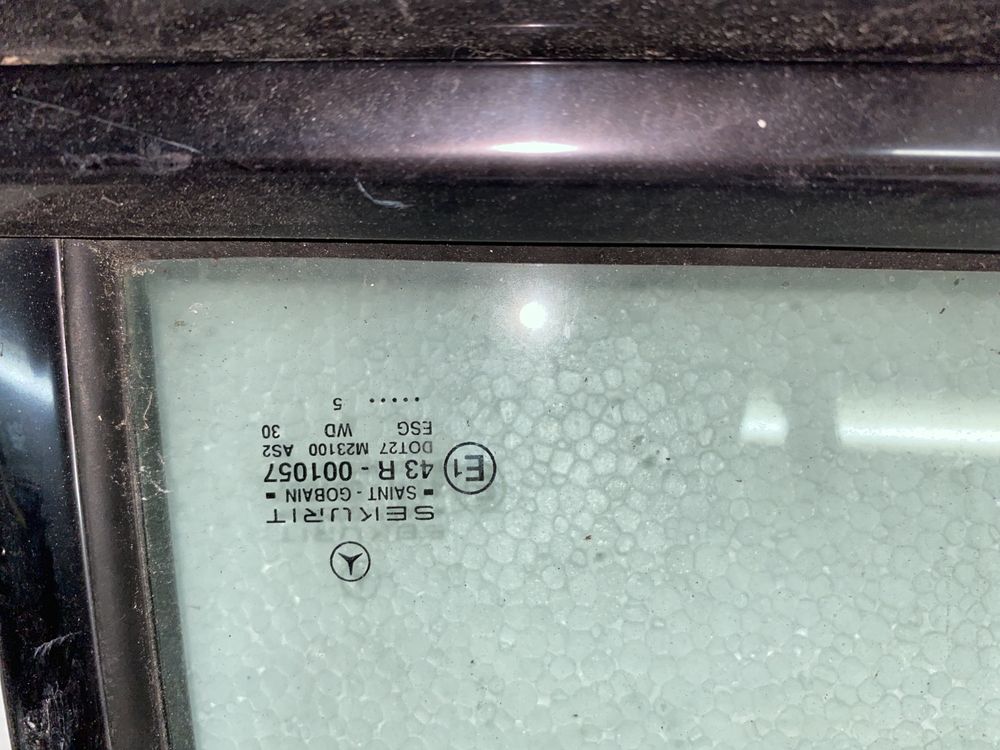 SEKURIT
- SAINT - GOBAIN -
E1 43 R - 001057
DOT27 M23100 AS2
ESG WD 30
..... 5